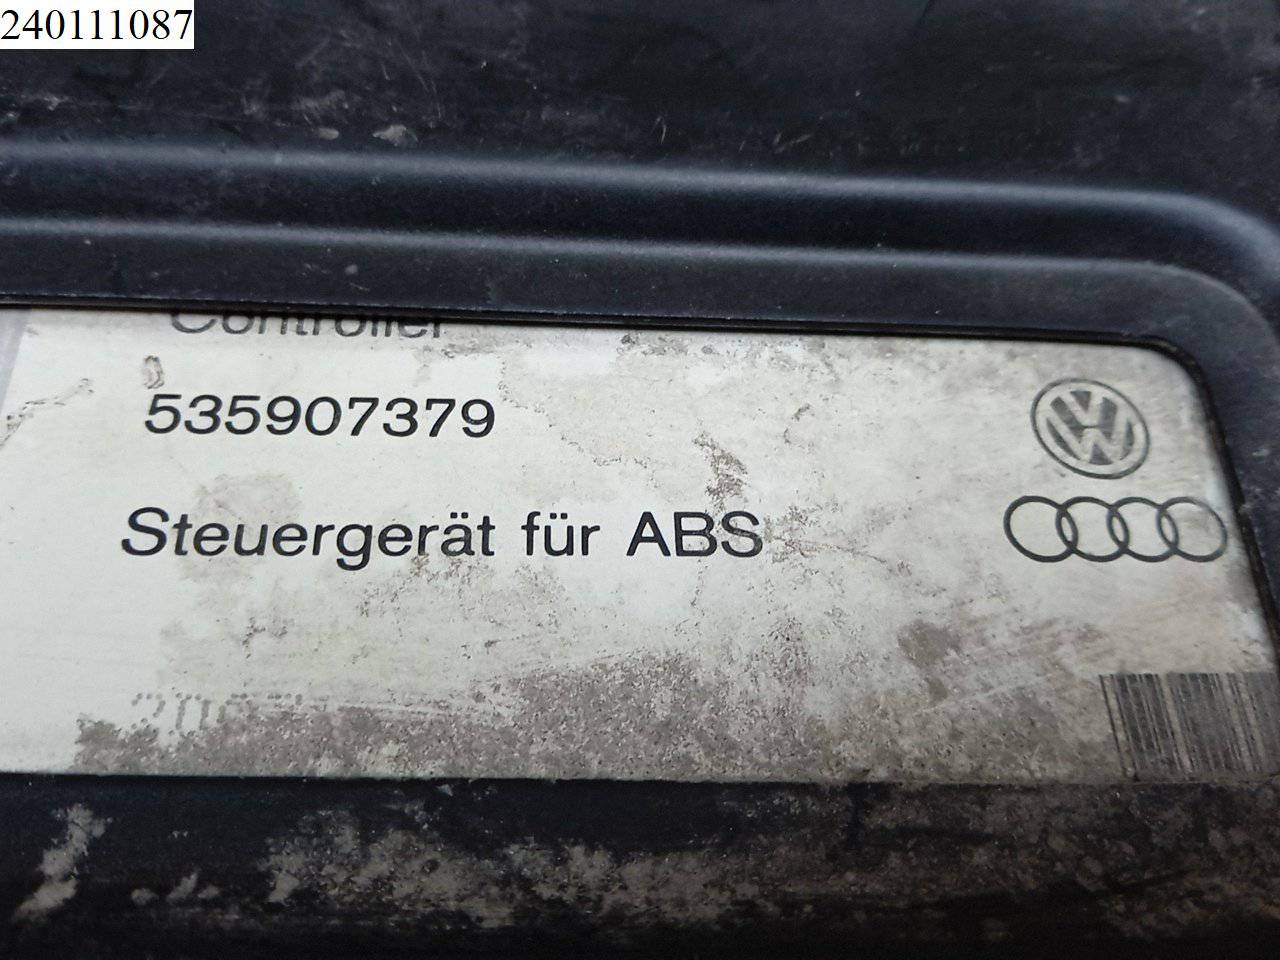 240111087
Controller
535907379
Steuergerät für ABS